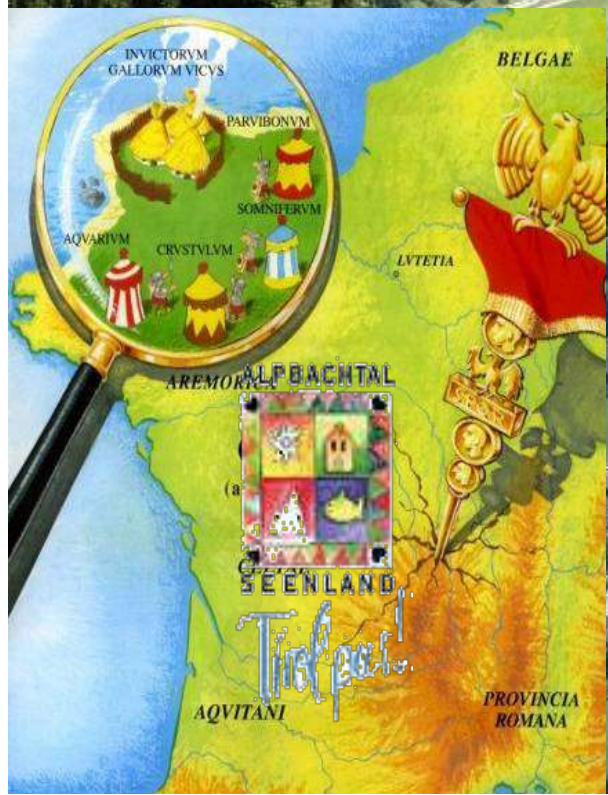 INVICTORVM
GALLORVM VICVS
BELGAE
PARVIBONVM
SOMNIFERVM
AQVARIVM
CRVSTVLVM
LVTETIA
AREMORICA
ALPBACHTAL
(a
SEENLAND
AQVITANI
PROVINCIA
ROMANA